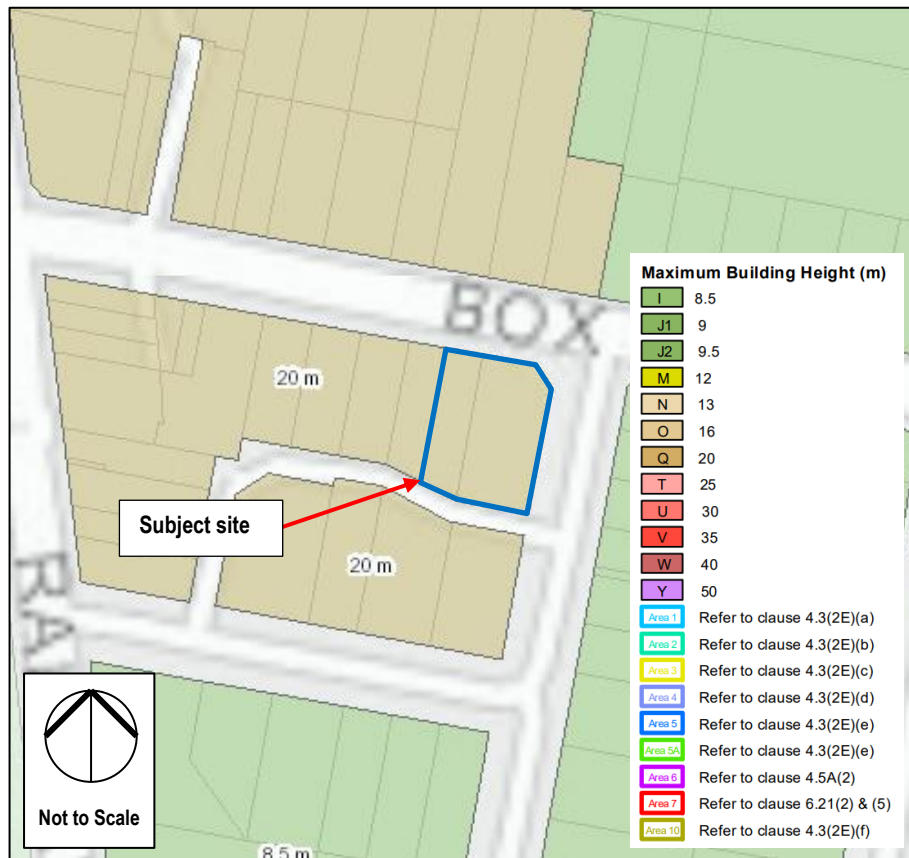 BOX
20 m
Subject site
20 m
RA
Not to Scale
8.5 m
Maximum Building Height (m)
I 8.5
J1 9
J2 9.5
M 12
N 13
O 16
Q 20
T 25
U 30
V 35
W 40
Y 50
Area 1 Refer to clause 4.3(2E)(a)
Area 2 Refer to clause 4.3(2E)(b)
Area 3 Refer to clause 4.3(2E)(c)
Area 4 Refer to clause 4.3(2E)(d)
Area 5 Refer to clause 4.3(2E)(e)
Area 5A Refer to clause 4.3(2E)(e)
Area 6 Refer to clause 4.5A(2)
Area 7 Refer to clause 6.21(2) & (5)
Area 10 Refer to clause 4.3(2E)(f)